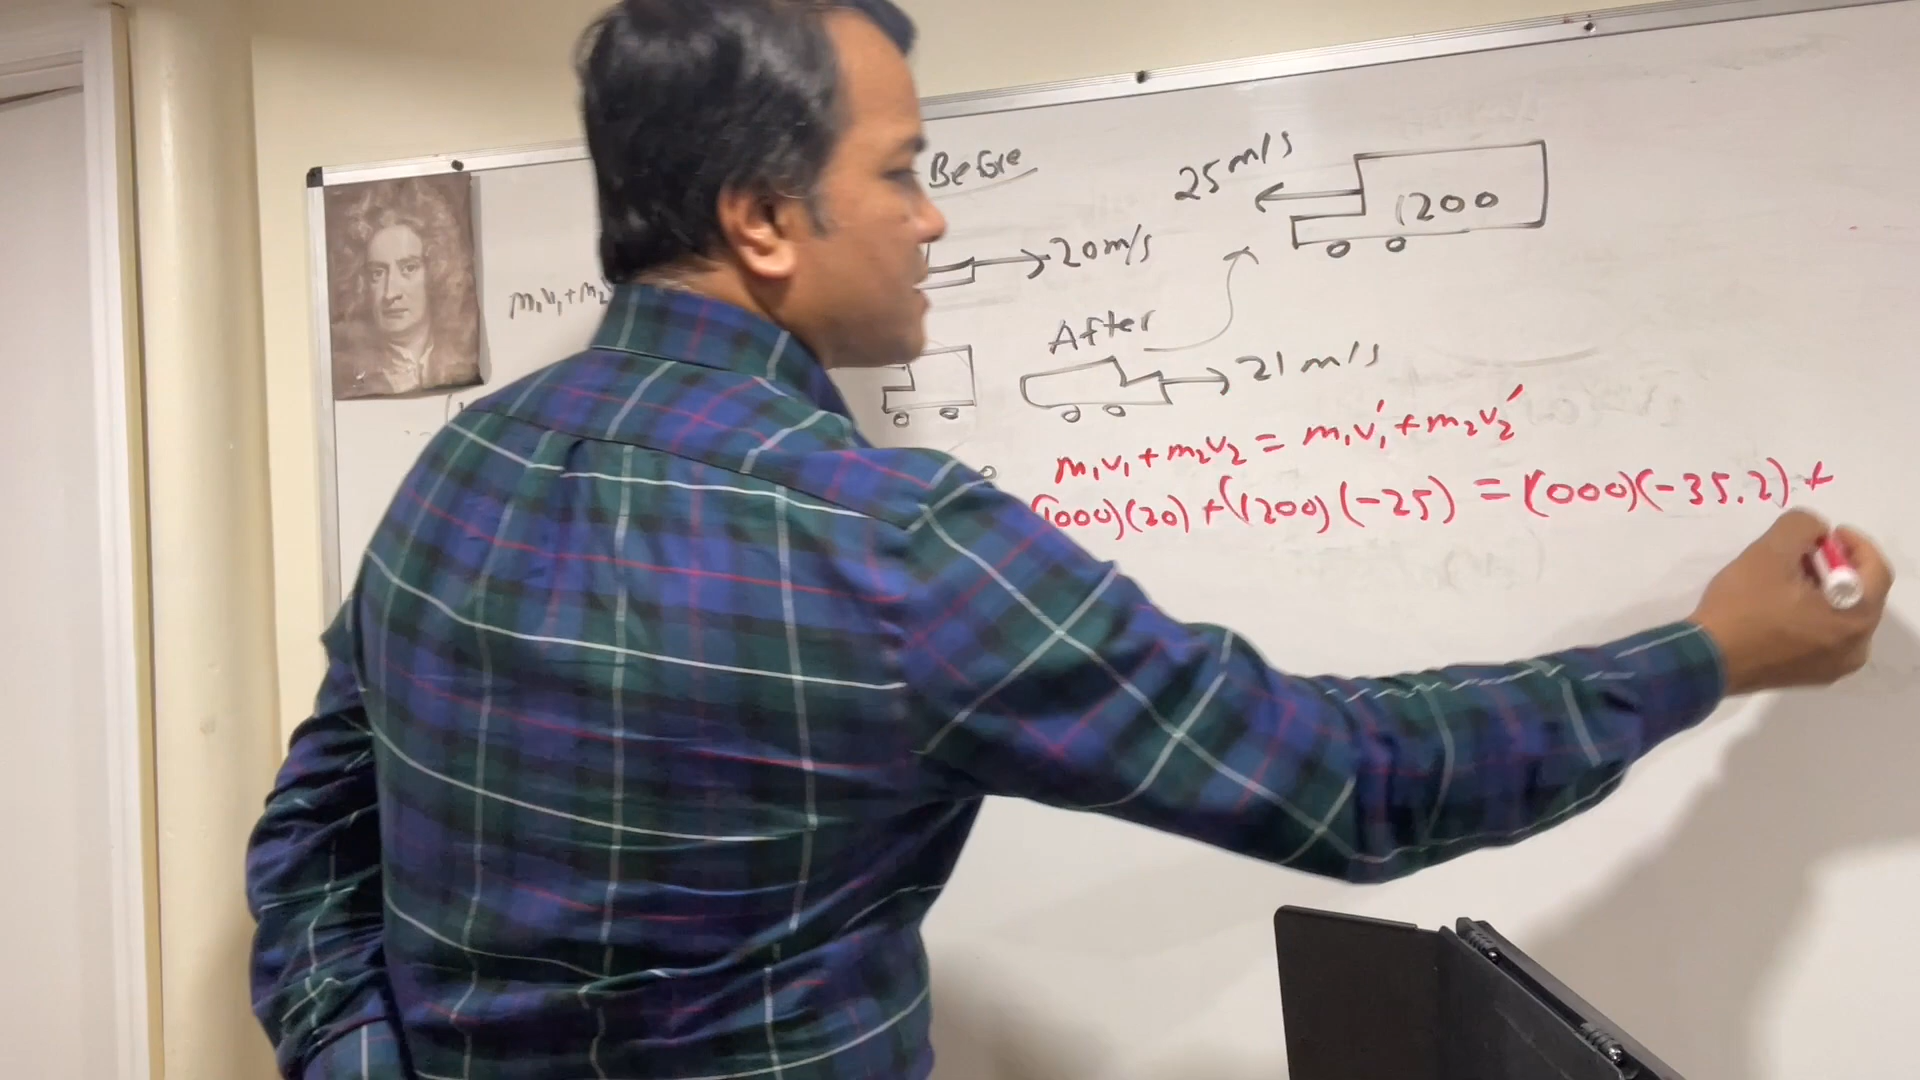 Before
25 m/s
1200
20 m/s
m₁v₁ + m₂
After
21 m/s
m₁v₁ + m₂v₂ = m₁v₁' + m₂v₂'
(1000)(20) + (1200)(-25) = (1000)(-35.2) +